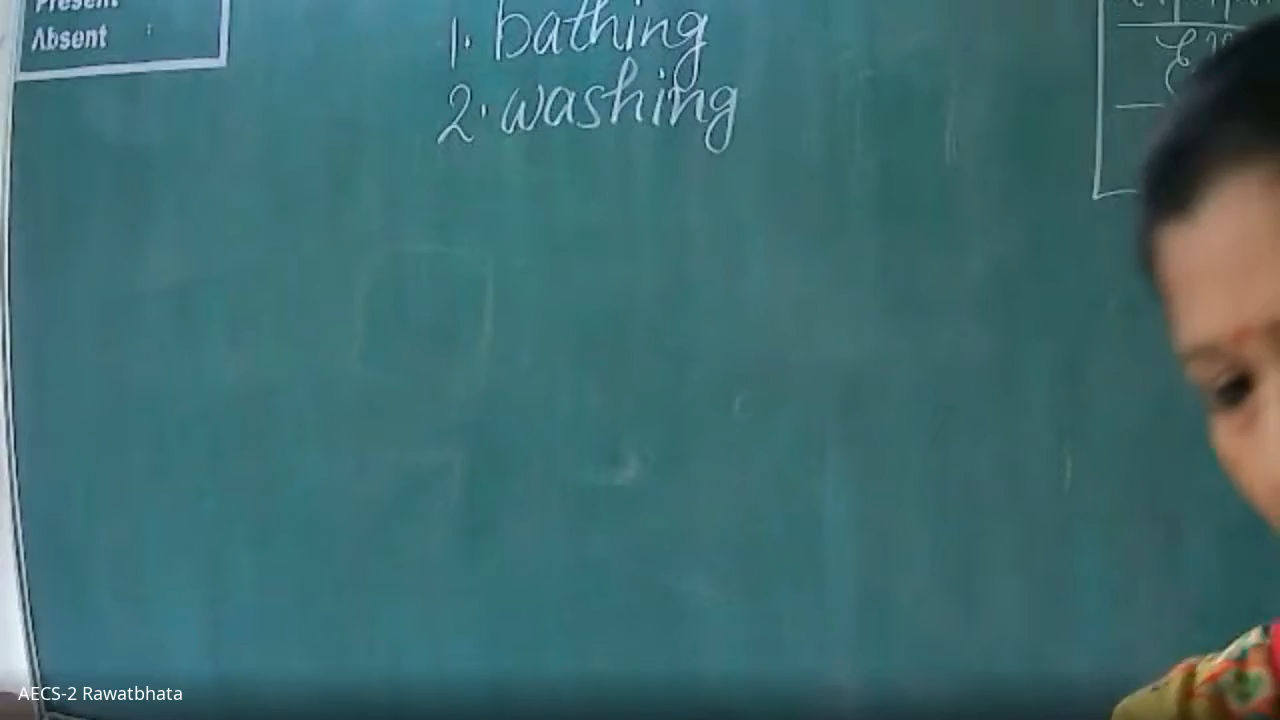 Present
Absent
1. bathing
2. washing
AECS-2 Rawatbhata